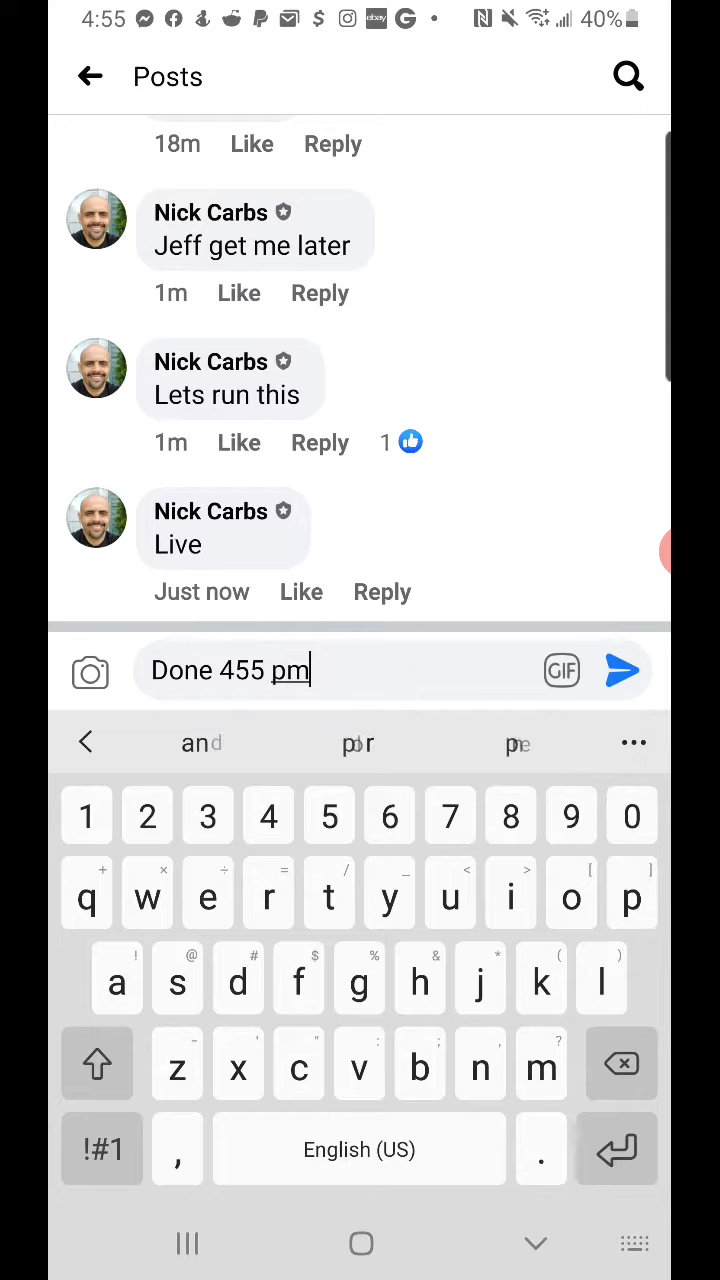 4:55 $ ebay G 40%
Posts
18m Like Reply
Nick Carbs
Jeff get me later
1m Like Reply
Nick Carbs
Lets run this
1m Like Reply 1
Nick Carbs
Live
Just now Like Reply
Done 455 pm GIF
1 2 3 4 5 6 7 8 9 0
+ × ÷ = / _ < > [ ]
q w e r t y u i o p
! @ # $ % & * ( )
a s d f g h j k l
- ' " : ; , ?
z x c v b n m
!#1 , English (US) .